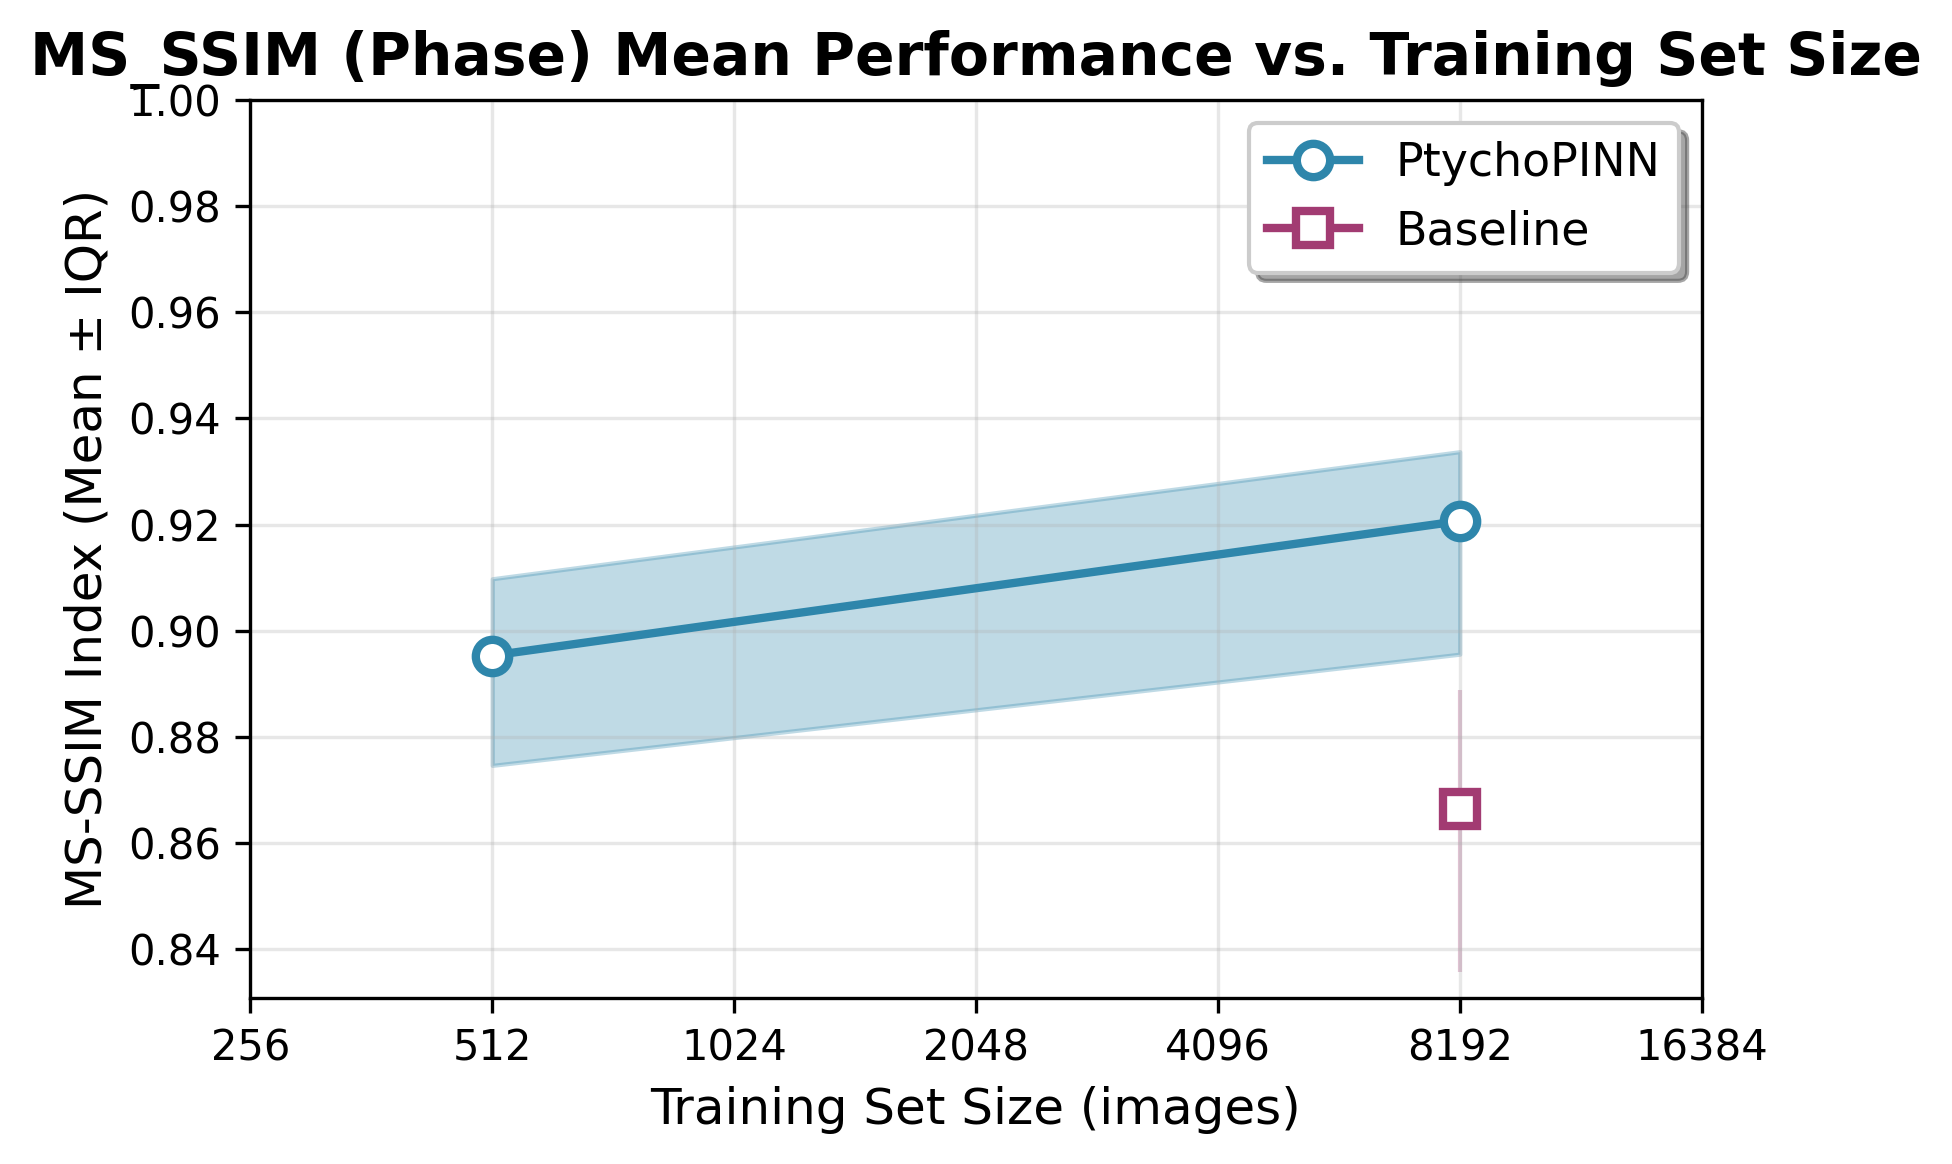 MS_SSIM (Phase) Mean Performance vs. Training Set Size
MS-SSIM Index (Mean ± IQR)
1.00
0.98
0.96
0.94
0.92
0.90
0.88
0.86
0.84
PtychoPINN
Baseline
256 512 1024 2048 4096 8192 16384
Training Set Size (images)